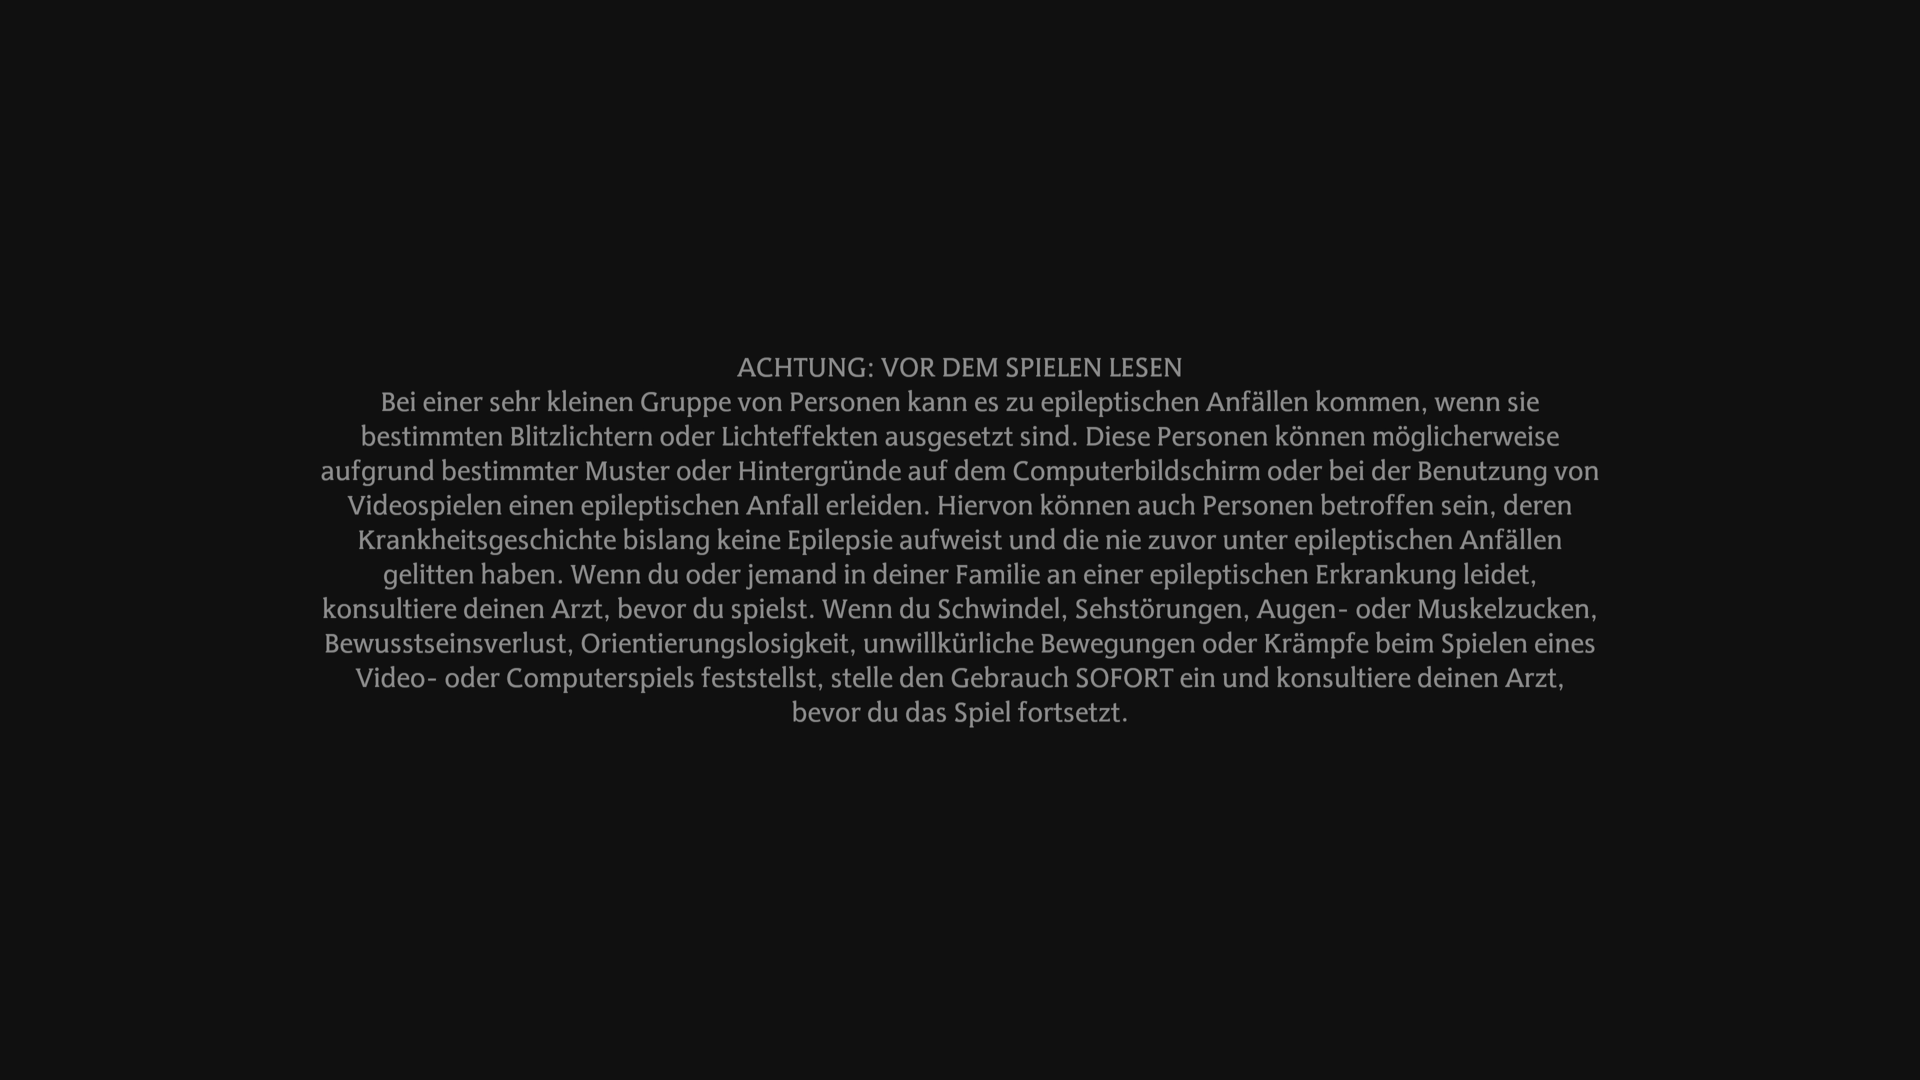 ACHTUNG: VOR DEM SPIELEN LESEN
Bei einer sehr kleinen Gruppe von Personen kann es zu epileptischen Anfällen kommen, wenn sie
bestimmten Blitzlichtern oder Lichteffekten ausgesetzt sind. Diese Personen können möglicherweise
aufgrund bestimmter Muster oder Hintergründe auf dem Computerbildschirm oder bei der Benutzung von
Videospielen einen epileptischen Anfall erleiden. Hiervon können auch Personen betroffen sein, deren
Krankheitsgeschichte bislang keine Epilepsie aufweist und die nie zuvor unter epileptischen Anfällen
gelitten haben. Wenn du oder jemand in deiner Familie an einer epileptischen Erkrankung leidet,
konsultiere deinen Arzt, bevor du spielst. Wenn du Schwindel, Sehstörungen, Augen- oder Muskelzucken,
Bewusstseinsverlust, Orientierungslosigkeit, unwillkürliche Bewegungen oder Krämpfe beim Spielen eines
Video- oder Computerspiels feststellst, stelle den Gebrauch SOFORT ein und konsultiere deinen Arzt,
bevor du das Spiel fortsetzt.